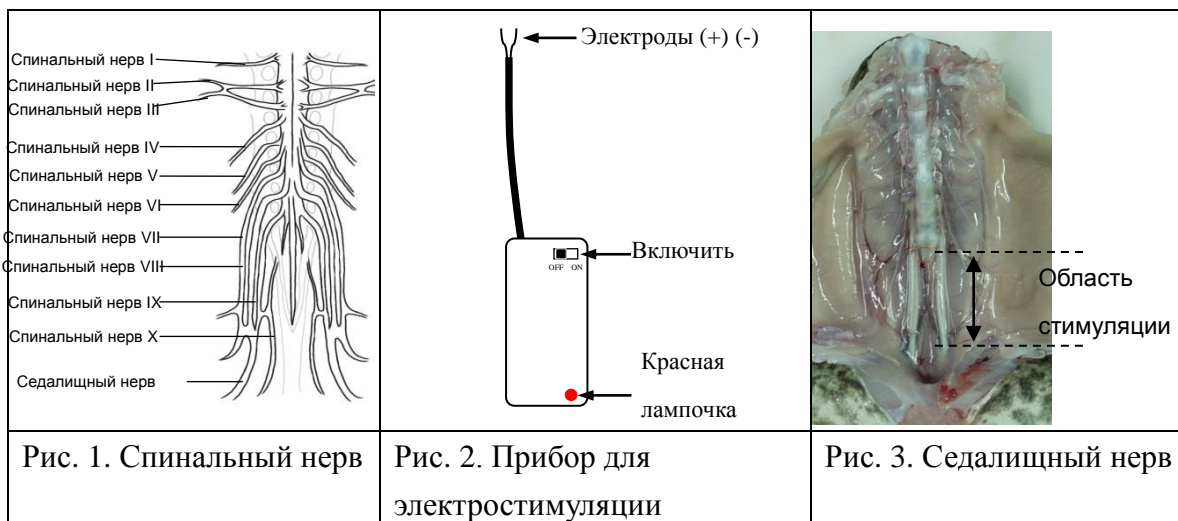 Спинальный нерв I
Спинальный нерв II
Спинальный нерв III
Спинальный нерв IV
Спинальный нерв V
Спинальный нерв VI
Спинальный нерв VII
Спинальный нерв VIII
Спинальный нерв IX
Спинальный нерв X
Седалищный нерв
Электроды (+) (-)
Включить
OFF ON
Красная
лампочка
Область
стимуляции
Рис. 1. Спинальный нерв
Рис. 2. Прибор для
электростимуляции
Рис. 3. Седалищный нерв